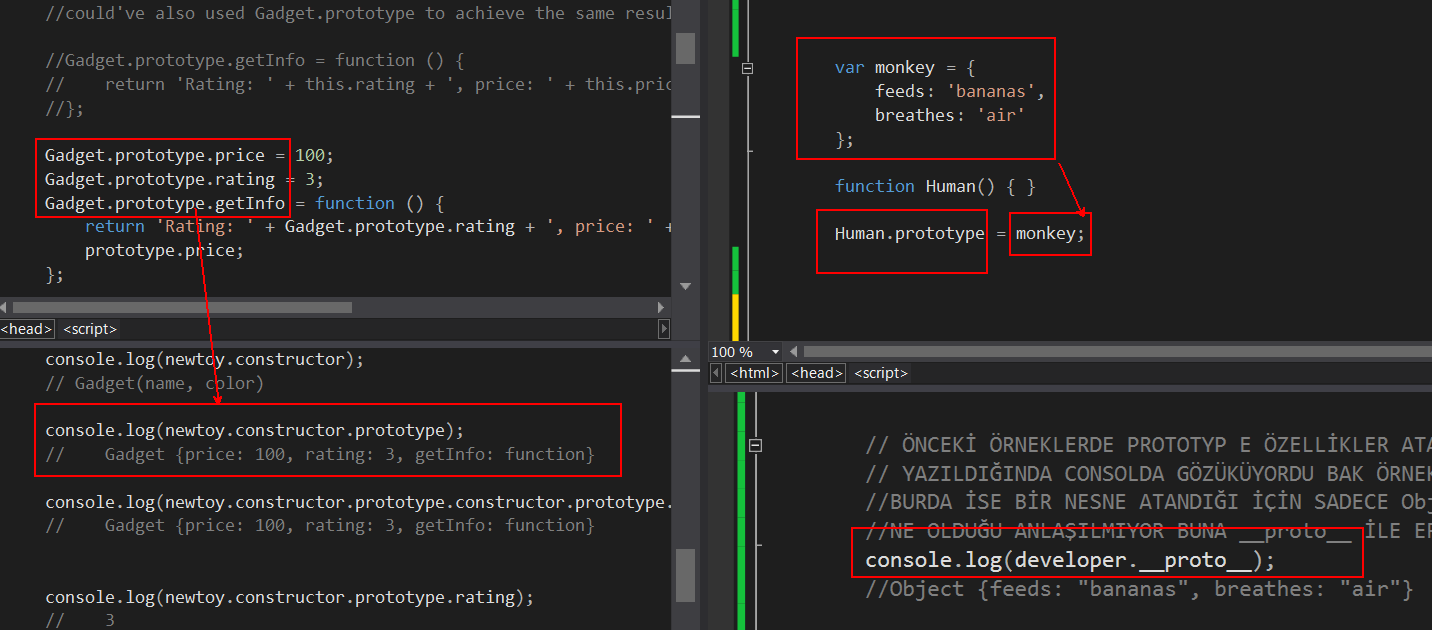 //could've also used Gadget.prototype to achieve the same resul
//Gadget.prototype.getInfo = function () {
//    return 'Rating: ' + this.rating + ', price: ' + this.pric
//};
Gadget.prototype.price = 100;
Gadget.prototype.rating = 3;
Gadget.prototype.getInfo = function () {
    return 'Rating: ' + Gadget.prototype.rating + ', price: ' +
    prototype.price;
};
<head> <script>
console.log(newtoy.constructor);
// Gadget(name, color)
console.log(newtoy.constructor.prototype);
//    Gadget {price: 100, rating: 3, getInfo: function}
console.log(newtoy.constructor.prototype.constructor.prototype.
//    Gadget {price: 100, rating: 3, getInfo: function}
console.log(newtoy.constructor.prototype.rating);
//    3
var monkey = {
    feeds: 'bananas',
    breathes: 'air'
};
function Human() { }
Human.prototype = monkey;
100 %
<html> <head> <script>
// ÖNCEKİ ÖRNEKLERDE PROTOTYP E ÖZELLİKLER ATA
// YAZILDIĞINDA CONSOLDA GÖZÜKÜYORDU BAK ÖRNEK
//BURDA İSE BİR NESNE ATANDIĞI İÇİN SADECE Obj
//NE OLDUĞU ANLAŞILMIYOR BUNA __proto__ İLE ER
console.log(developer.__proto__);
//Object {feeds: "bananas", breathes: "air"}